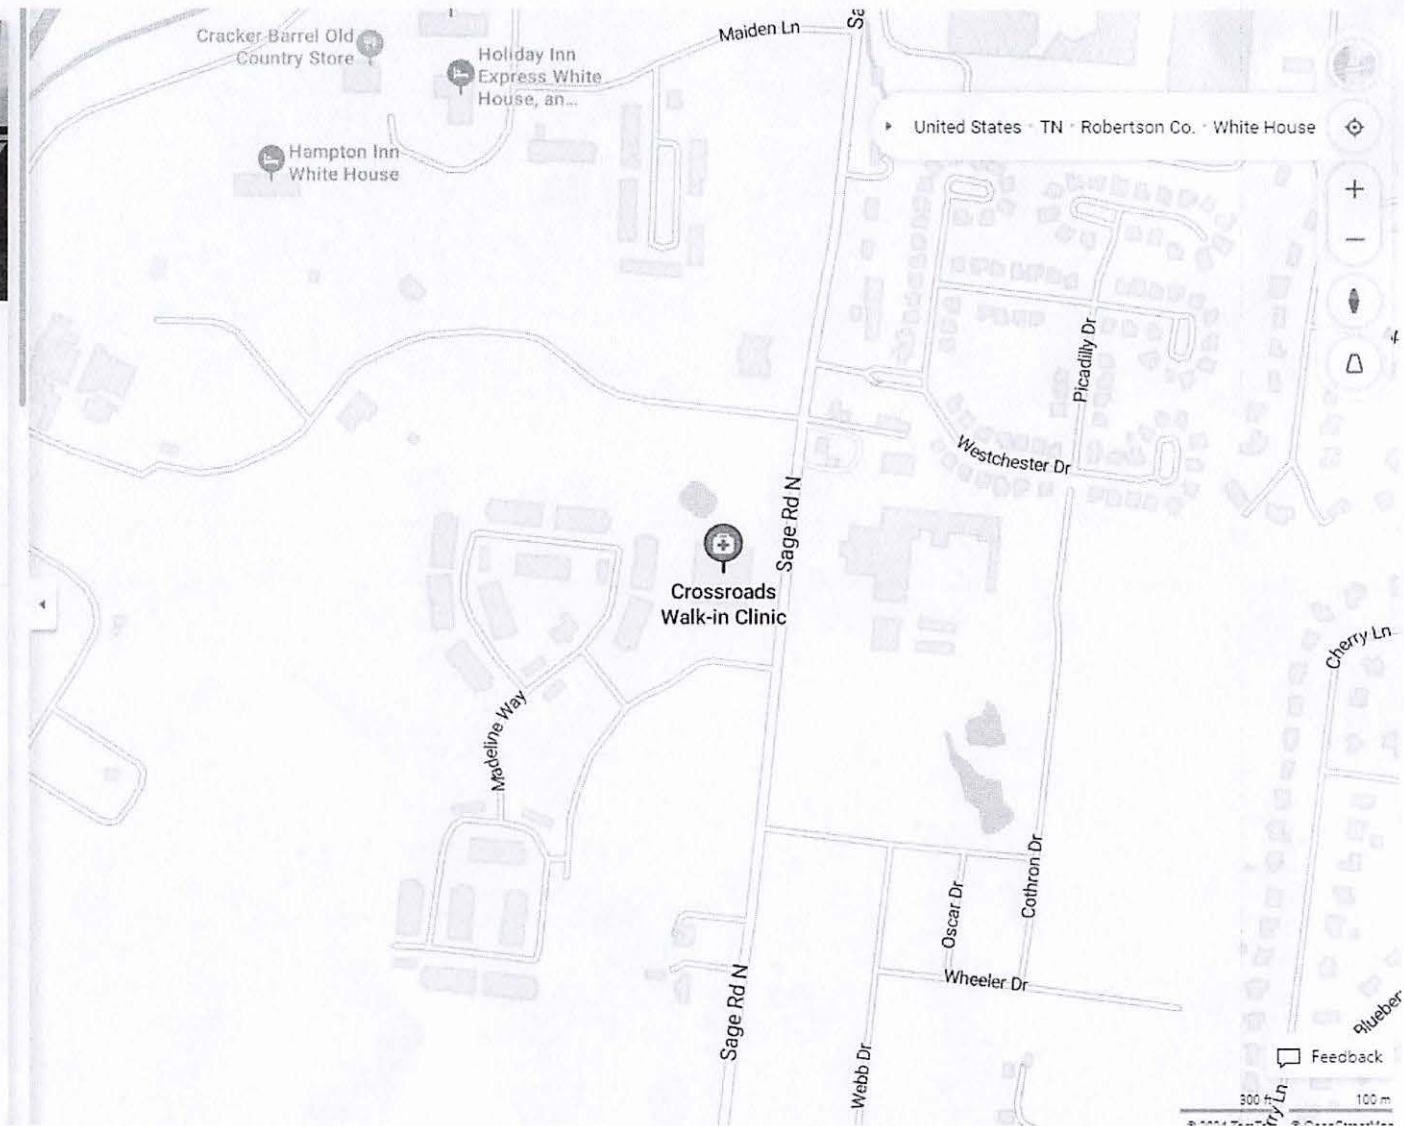 Maiden Ln
Sa
Cracker Barrel Old
Country Store
Holiday Inn
Express White
House, an...
United States · TN · Robertson Co. · White House
Hampton Inn
White House
Picadilly Dr
Westchester Dr
Sage Rd N
Crossroads
Walk-in Clinic
Cherry Ln
Madeline Way
Cothron Dr
Oscar Dr
Wheeler Dr
Sage Rd N
Webb Dr
Feedback
300 ft
100 m